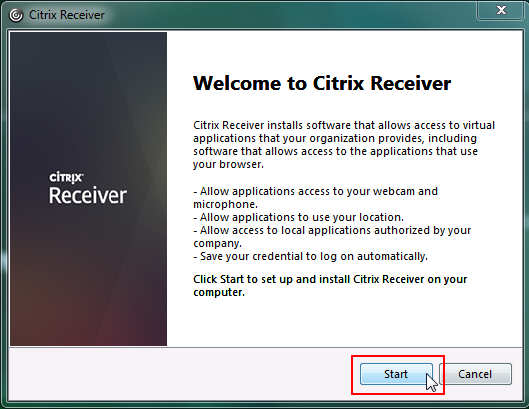 Citrix Receiver
Welcome to Citrix Receiver
Citrix Receiver installs software that allows access to virtual
applications that your organization provides, including
software that allows access to the applications that use
your browser.
- Allow applications access to your webcam and
microphone.
- Allow applications to use your location.
- Allow access to local applications authorized by your
company.
- Save your credential to log on automatically.
Click Start to set up and install Citrix Receiver on your
computer.
CITRIX
Receiver
Start
Cancel